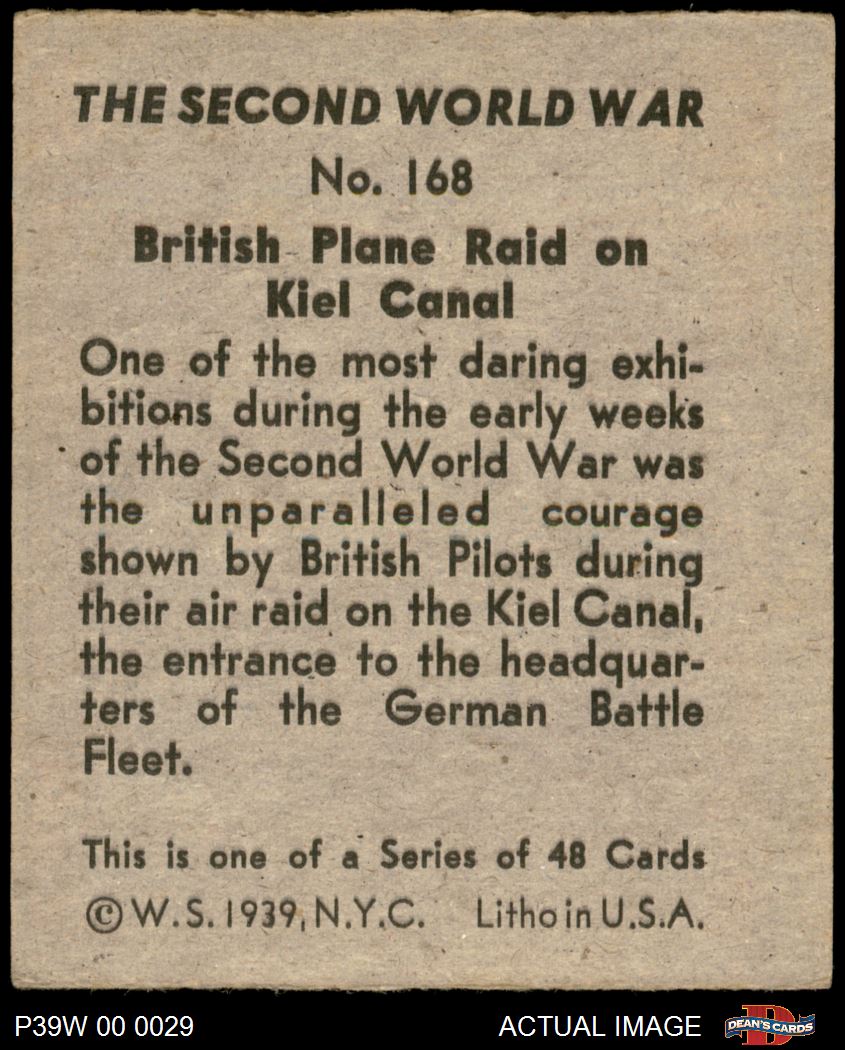 THE SECOND WORLD WAR
No. 168
British Plane Raid on
Kiel Canal
One of the most daring exhi-
bitions during the early weeks
of the Second World War was
the unparalleled courage
shown by British Pilots during
their air raid on the Kiel Canal,
the entrance to the headquar-
ters of the German Battle
Fleet.
This is one of a Series of 48 Cards
©W.S. 1939, N.Y.C. Litho in U.S.A.
P39W 00 0029 ACTUAL IMAGE D DEAN'S CARDS